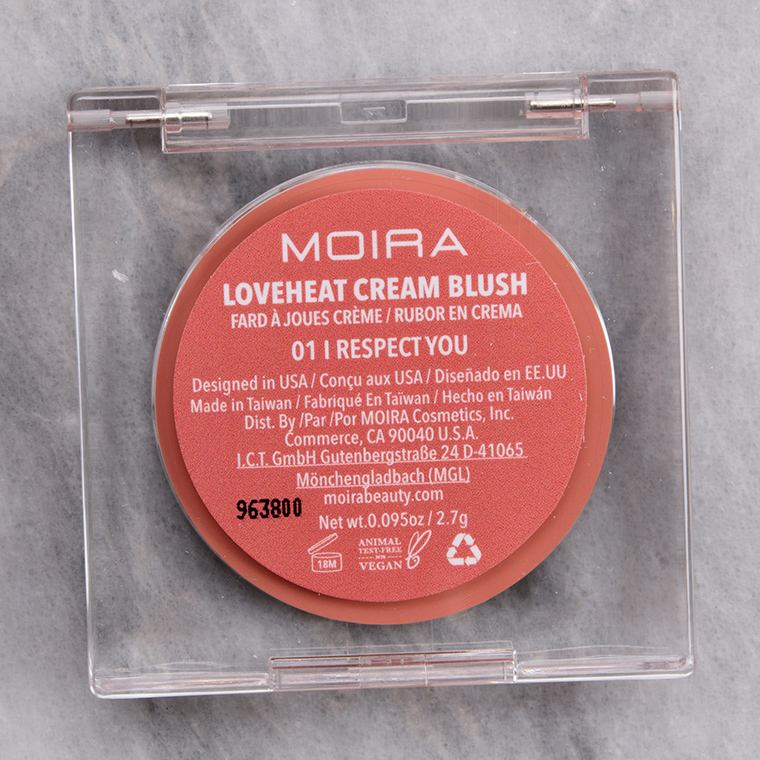 MOIRA
LOVEHEAT CREAM BLUSH
FARD À JOUES CRÈME / RUBOR EN CREMA
01 I RESPECT YOU
Designed in USA / Conçu aux USA / Diseñado en EE.UU
Made in Taiwan / Fabriqué En Taïwan / Hecho en Taiwán
Dist. By /Par /Por MOIRA Cosmetics, Inc.
Commerce, CA 90040 U.S.A.
I.C.T. GmbH Gutenbergstraße 24 D-41065
Mönchengladbach (MGL)
moirabeauty.com
963800
Net wt.0.095oz / 2.7g
18M
ANIMAL
TEST-FREE
VEGAN